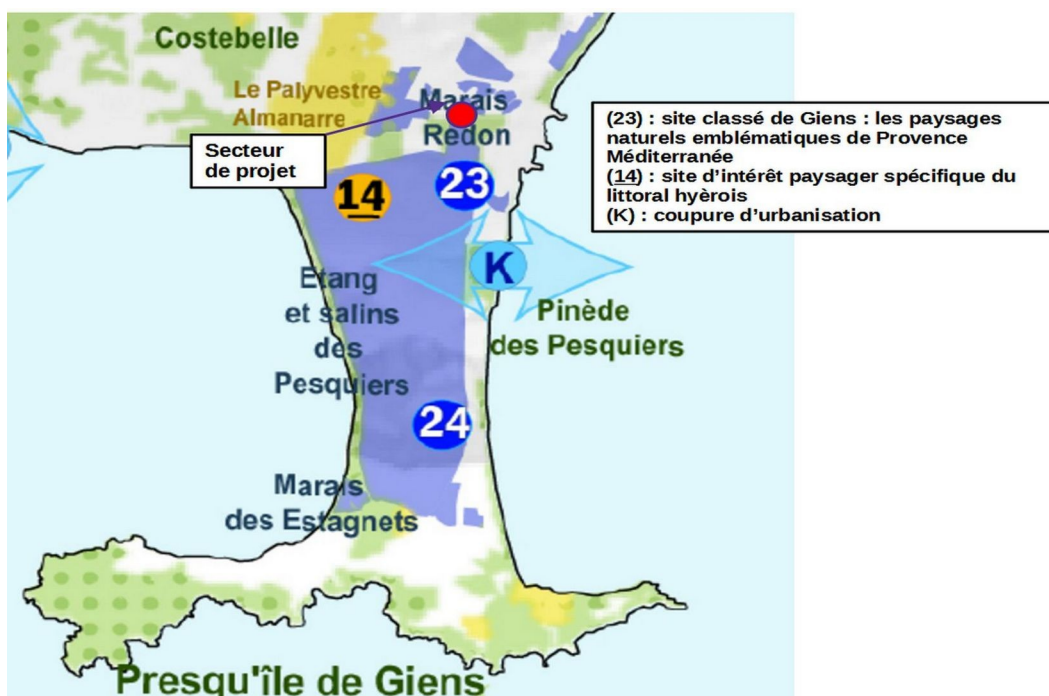 Costebelle
Le Palyvestre
Almanarre
Marais
Redon
Secteur
de projet
(23) : site classé de Giens : les paysages
naturels emblématiques de Provence
Méditerranée
(14) : site d'intérêt paysager spécifique du
littoral hyèrois
(K) : coupure d'urbanisation
14
23
K
Etang
et salins
des
Pesquiers
Pinède
des Pesquiers
24
Marais
des Estagnets
Presqu'île de Giens